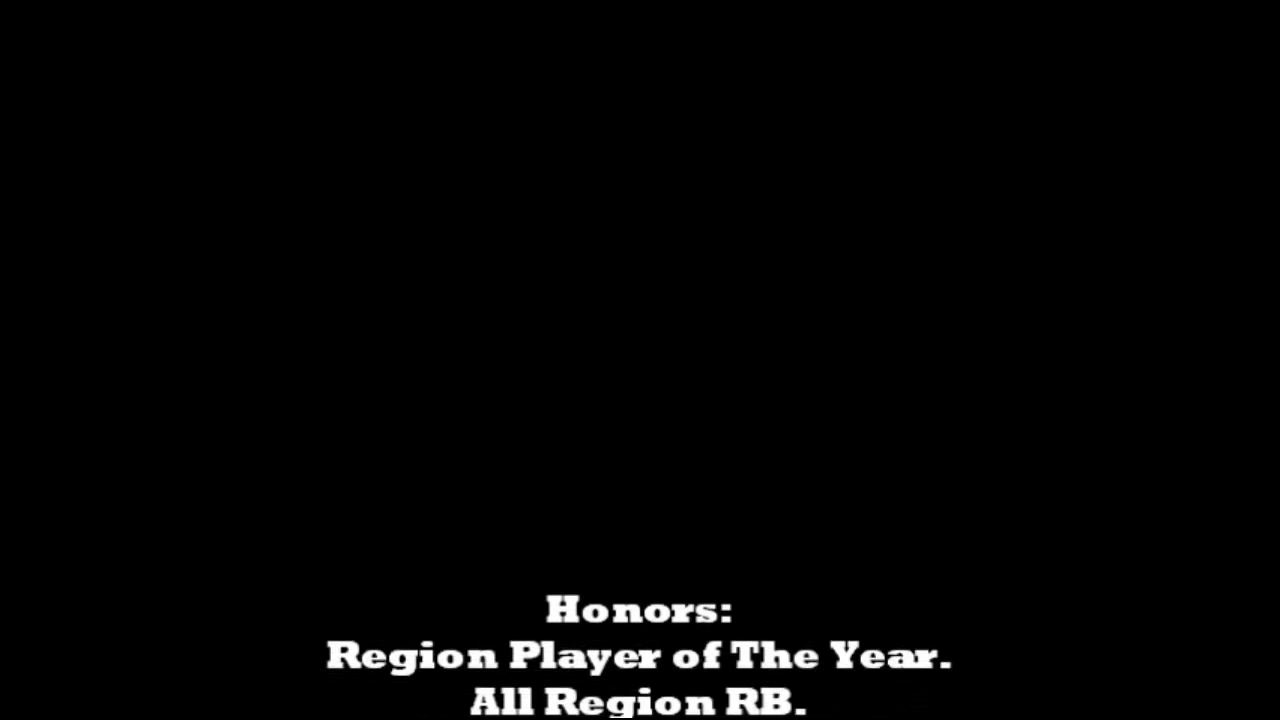 Honors:
Region Player of The Year.
All Region RB.